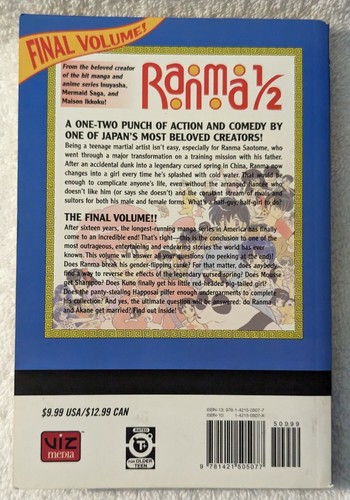 FINAL VOLUME!
From the beloved creator
of the hit manga and
anime series Inuyasha,
Mermaid Saga, and
Maison Ikkoku!
Ranma 1/2
A ONE-TWO PUNCH OF ACTION AND COMEDY BY
ONE OF JAPAN'S MOST BELOVED CREATORS!
Being a teenage martial artist isn't easy, especially for Ranma Saotome, who
went through a major transformation on a training mission with his father.
After an accidental dunk into a legendary cursed spring in China, Ranma now
changes into a girl every time he's splashed with cold water. That would be
enough to complicate anyone's life, even without the arranged fiancée who
doesn't like him (or says she doesn't) and the constant stream of rivals and
suitors for both his male and female forms. What's a half-guy, half-girl to do?
THE FINAL VOLUME!!
After sixteen years, the longest-running manga series in America has finally
come to an incredible end! That's right—this is the conclusion to one of the
most outrageous, entertaining and endearing stories the world has ever
known. This volume will answer all your questions (no peeking at the end!)
Does Ranma break his gender-flipping curse? For that matter, does anybody
find a way to reverse the effects of the legendary cursed spring? Does Mousse
get Shampoo? Does Kuno finally get his little red-headed pig-tailed girl?
Does the panty-stealing Happosai pilfer enough undergarments to complete
his collection? And yes, the ultimate question will be answered: do Ranma
and Akane get married? Find out inside!
$9.99 USA/$12.99 CAN
VIZ
media
RATED
T+
FOR OLDER
TEEN
ISBN-13: 978-1-4215-0507-7
ISBN-10: 1-4215-0507-X
50999
9 781421 505077